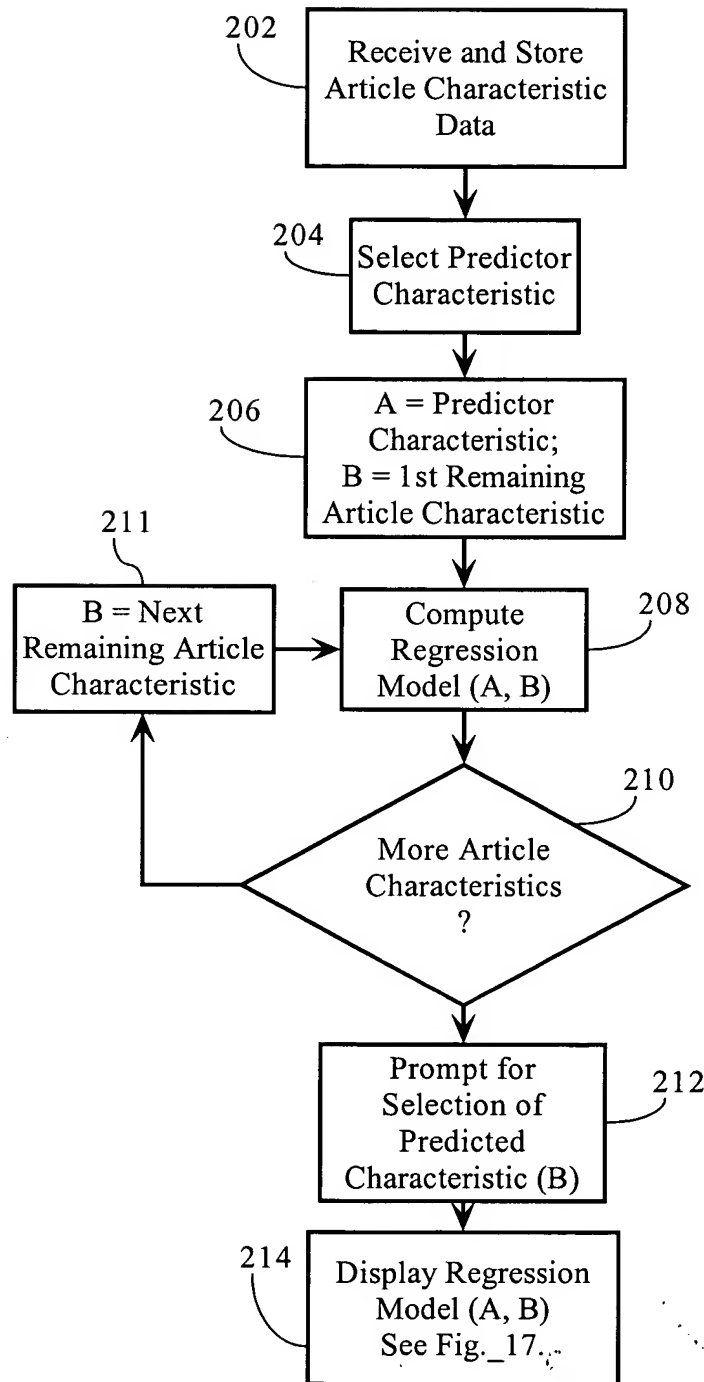 202
Receive and Store
Article Characteristic
Data
204
Select Predictor
Characteristic
206
A = Predictor
Characteristic;
B = 1st Remaining
Article Characteristic
211
B = Next
Remaining Article
Characteristic
Compute
Regression
Model (A, B)
208
210
More Article
Characteristics
?
Prompt for
Selection of
Predicted
Characteristic (B)
212
214
Display Regression
Model (A, B)
See Fig._17.